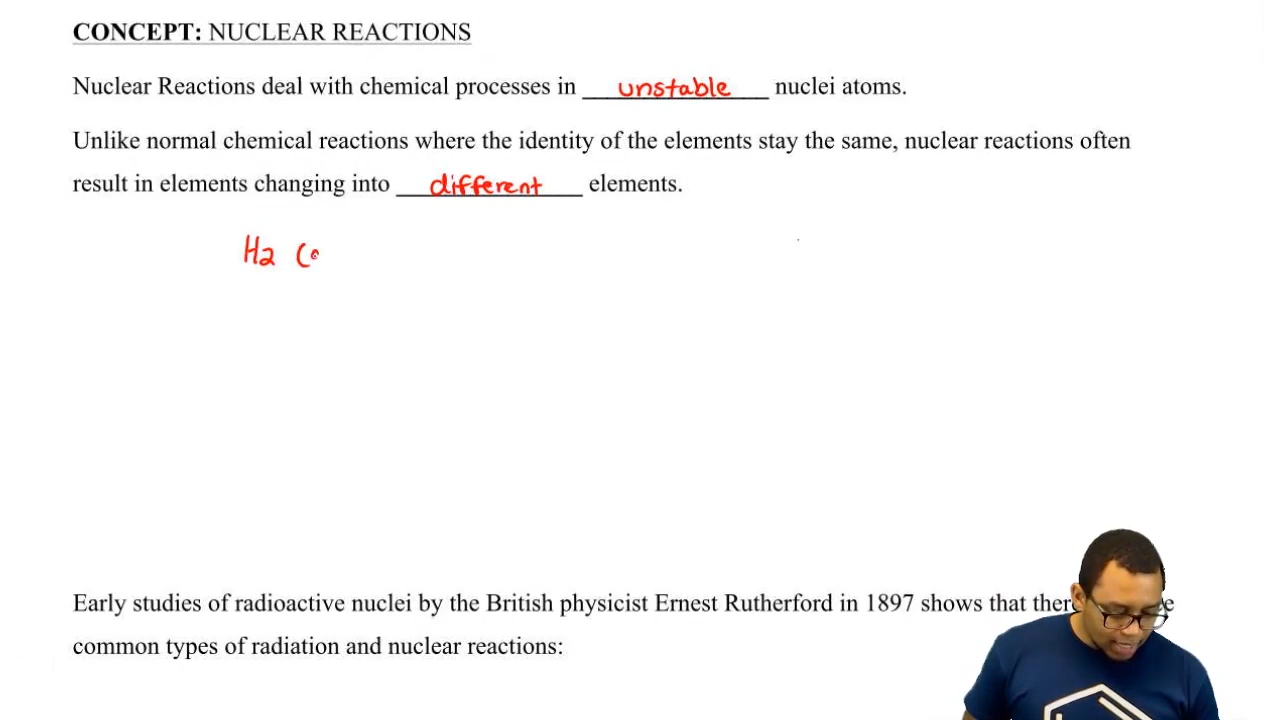 CONCEPT: NUCLEAR REACTIONS
Nuclear Reactions deal with chemical processes in unstable nuclei atoms.
Unlike normal chemical reactions where the identity of the elements stay the same, nuclear reactions often
result in elements changing into different elements.
H2 (
Early studies of radioactive nuclei by the British physicist Ernest Rutherford in 1897 shows that
common types of radiation and nuclear reactions: